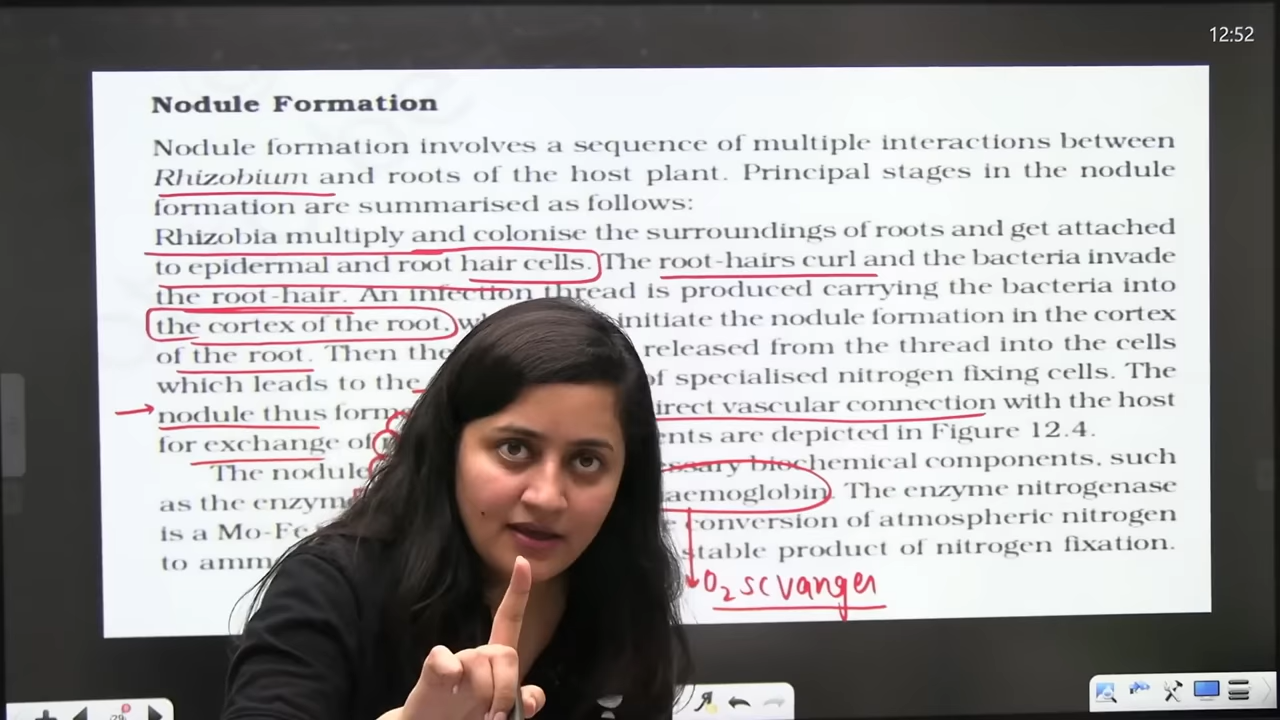 12:52
Nodule Formation
Nodule formation involves a sequence of multiple interactions between
Rhizobium and roots of the host plant. Principal stages in the nodule
formation are summarised as follows:
Rhizobia multiply and colonise the surroundings of roots and get attached
to epidermal and root hair cells. The root-hairs curl and the bacteria invade
the root-hair. An infection thread is produced carrying the bacteria into
the cortex of the root, initiate the nodule formation in the cortex
of the root. Then the released from the thread into the cells
which leads to the of specialised nitrogen fixing cells. The
nodule thus irect vascular connection with the host
for exchange of ents are depicted in Figure 12.4.
The nodule biochemical components, such
as the enzym aemoglobin. The enzyme nitrogenase
is a Mo-Fe conversion of atmospheric nitrogen
to amm stable product of nitrogen fixation.
O2 scvanger
29